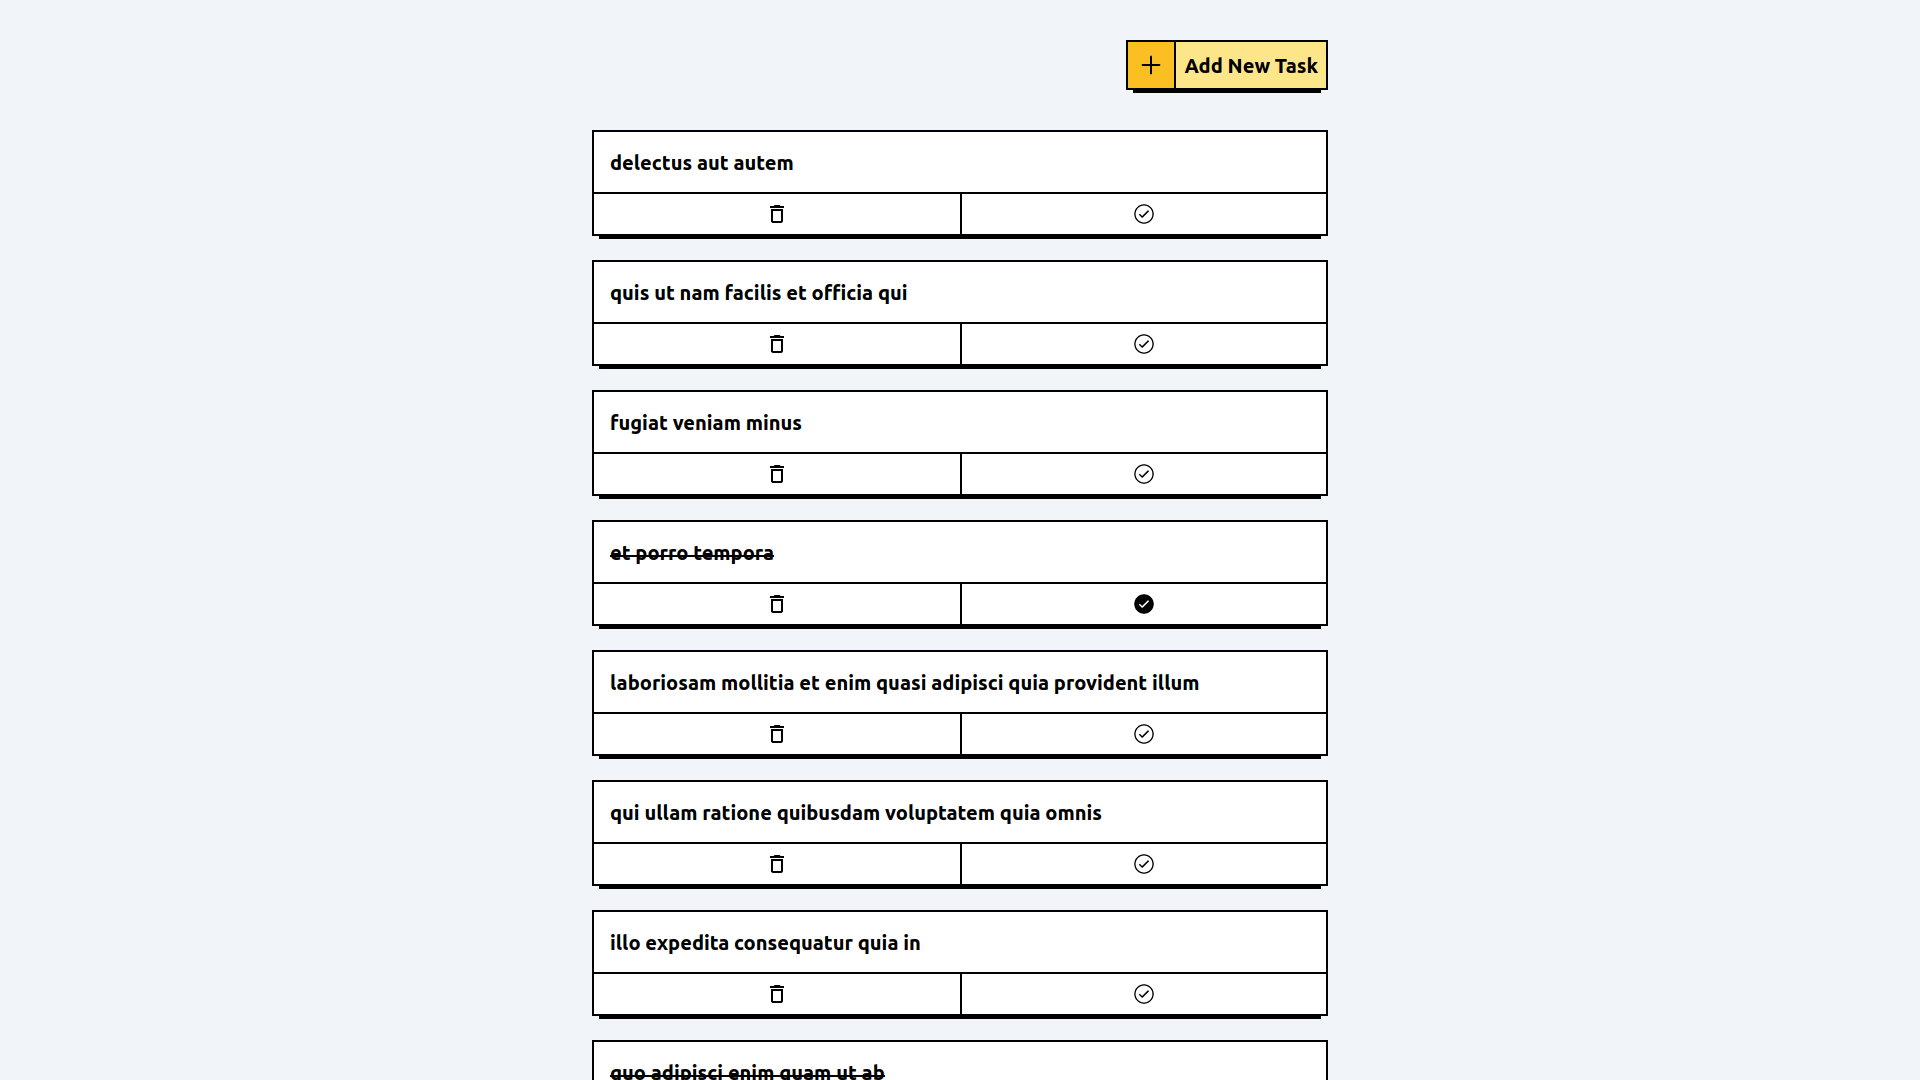 Add New Task
delectus aut autem
quis ut nam facilis et officia qui
fugiat veniam minus
et porro tempora
laboriosam mollitia et enim quasi adipisci quia provident illum
qui ullam ratione quibusdam voluptatem quia omnis
illo expedita consequatur quia in
quo adipisci enim quam ut ab